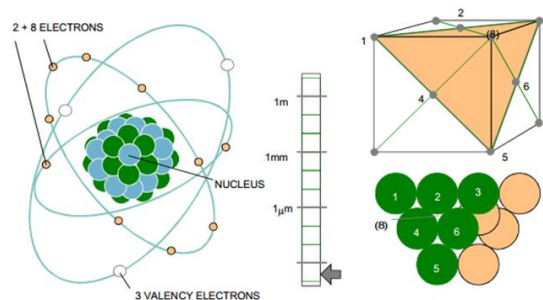 2 + 8 ELECTRONS
NUCLEUS
3 VALENCY ELECTRONS
1m
1mm
1μm
2
1
(8)
4
6
5
1
2
3
(8)
4
6
5